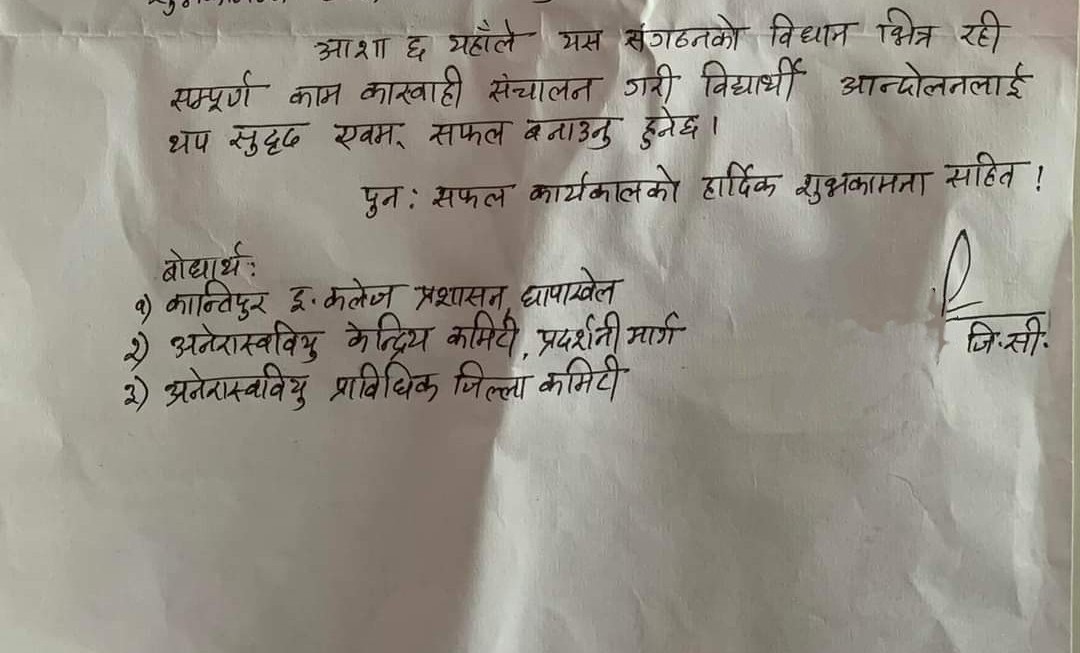 आशा छ यहाँले यस संगठनको विधान भित्र रही
सम्पूर्ण काम कारवाही संचालन गरी विद्यार्थी आन्दोलनलाई
थप सुदृढ एवम् सफल बनाउनु हुनेछ।
पुन: सफल कार्यकालको हार्दिक शुभकामना सहित !
बोधार्थ:
१) कान्तिपुर इ. कलेज प्रशासन, धापाखेल
२) अनेरास्ववियु केन्द्रिय कमिटी, प्रदर्शनी मार्ग
३) अनेरास्ववियु प्राविधिक जिल्ला कमिटी
जि.सी.